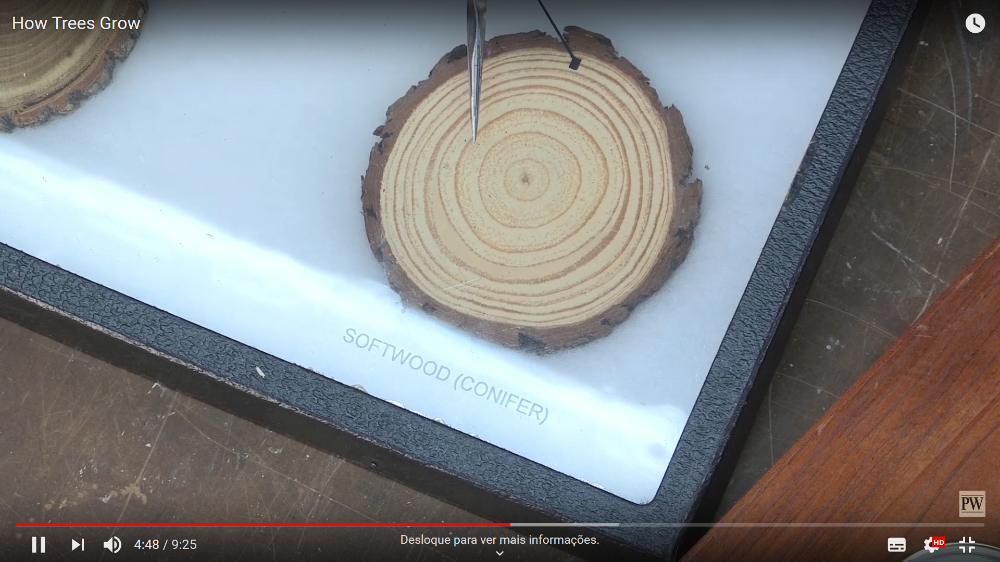 How Trees Grow
SOFTWOOD (CONIFER)
PW
4:48 / 9:25
Desloque para ver mais informações.
HD